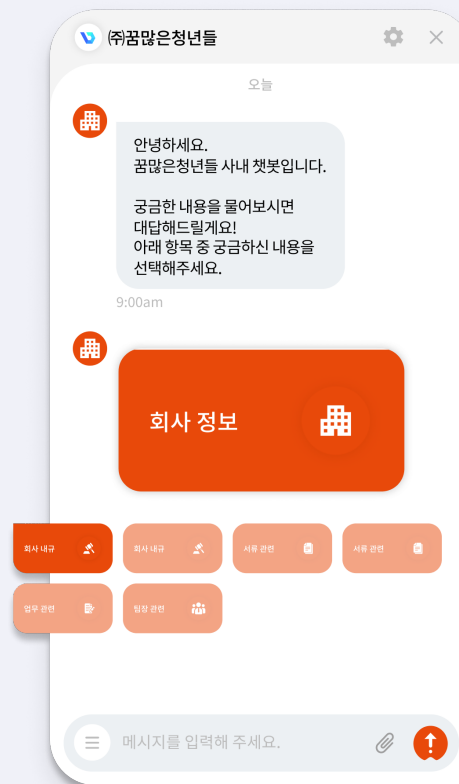 ㈜꿈많은청년들
오늘
안녕하세요.
꿈많은청년들 사내 챗봇입니다.
궁금한 내용을 물어보시면
대답해드릴게요!
아래 항목 중 궁금하신 내용을
선택해주세요.
9:00am
회사 정보
회사 내규
회사 내규
서류 관련
서류 관련
업무 관련
팀장 관련
메시지를 입력해 주세요.